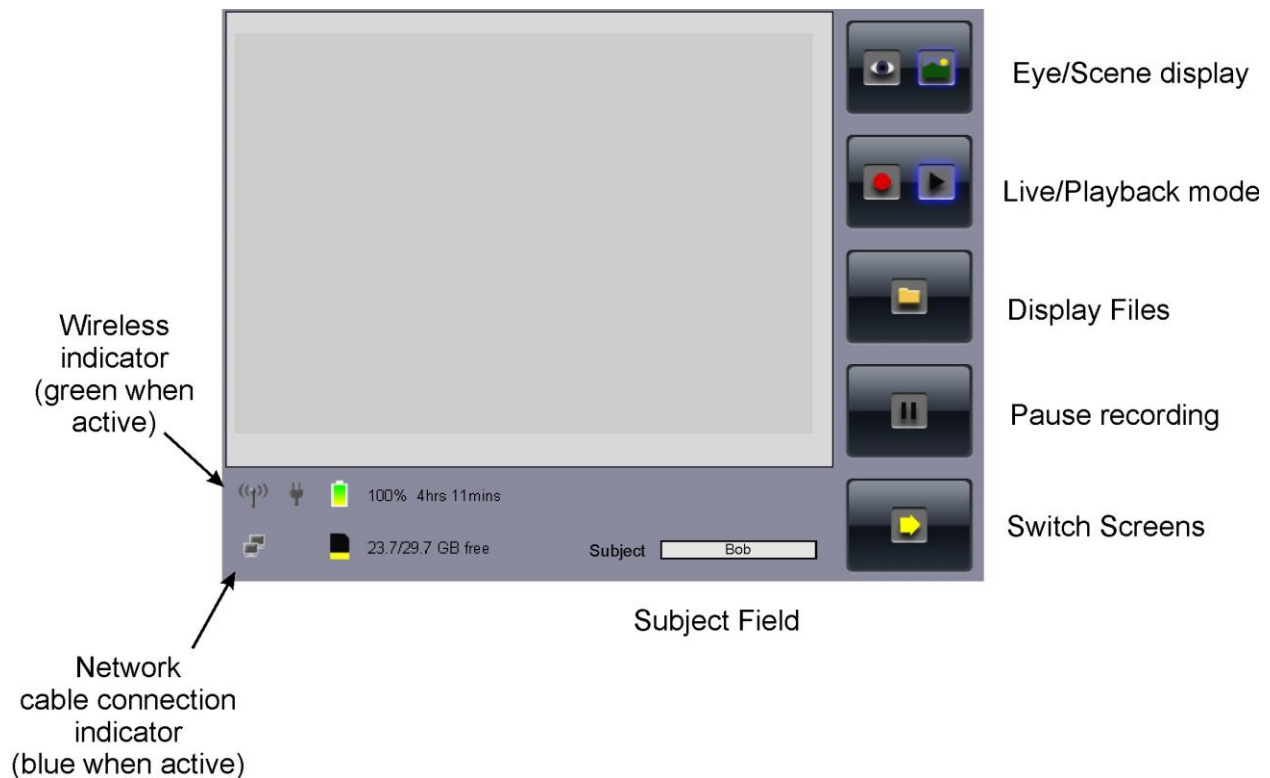 Eye/Scene display
Live/Playback mode
Display Files
Wireless
indicator
(green when
active)
Pause recording
100% 4hrs 11mins
Switch Screens
23.7/29.7 GB free
Subject
Bob
Subject Field
Network
cable connection
indicator
(blue when active)